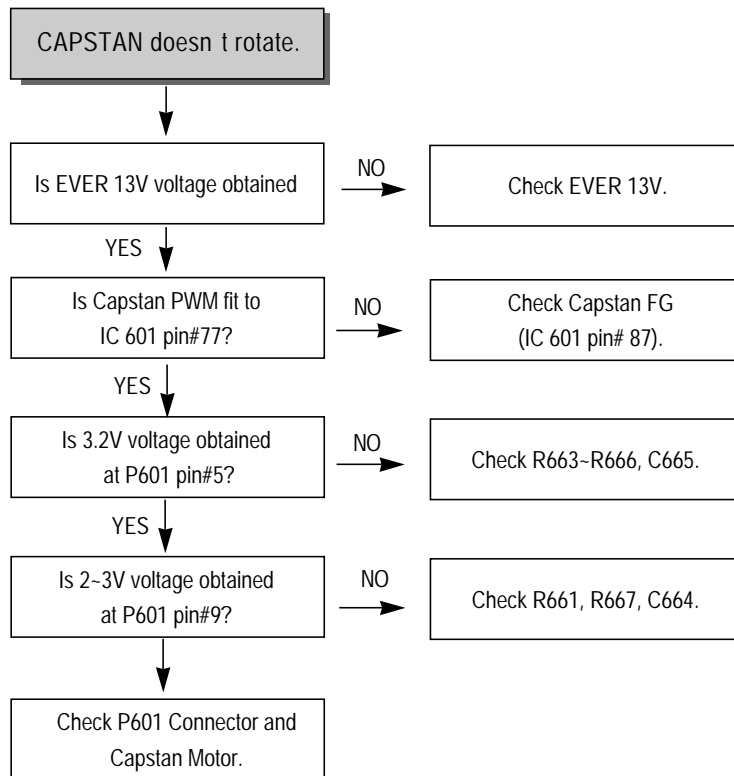 CAPSTAN doesn t rotate.
Is EVER 13V voltage obtained
NO
Check EVER 13V.
YES
Is Capstan PWM fit to
IC 601 pin#77?
NO
Check Capstan FG
(IC 601 pin# 87).
YES
Is 3.2V voltage obtained
at P601 pin#5?
NO
Check R663~R666, C665.
YES
Is 2~3V voltage obtained
at P601 pin#9?
NO
Check R661, R667, C664.
Check P601 Connector and
Capstan Motor.